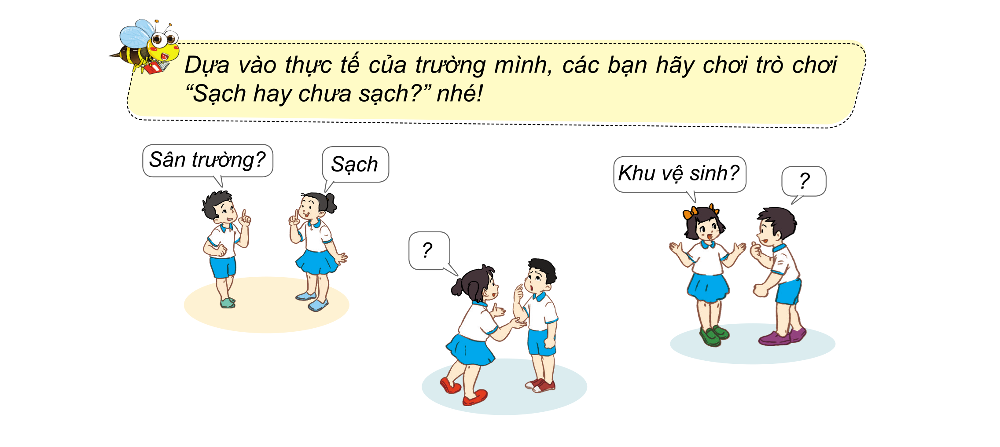 Dựa vào thực tế của trường mình, các bạn hãy chơi trò chơi
“Sạch hay chưa sạch?” nhé!
Sân trường?
Sạch
?
Khu vệ sinh?
?